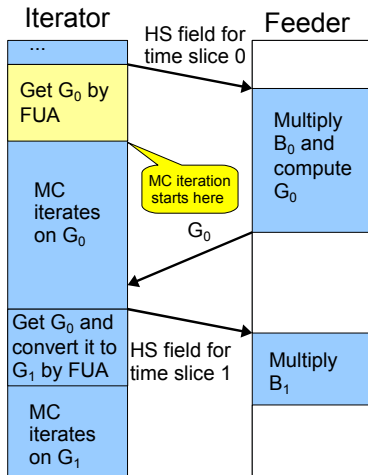 Iterator
Feeder
...
HS field for
time slice 0
Get G0 by
FUA
Multiply
B0 and
compute
G0
MC iteration
starts here
MC
iterates
on G0
G0
Get G0 and
convert it to
G1 by FUA
HS field for
time slice 1
Multiply
B1
MC
iterates
on G1